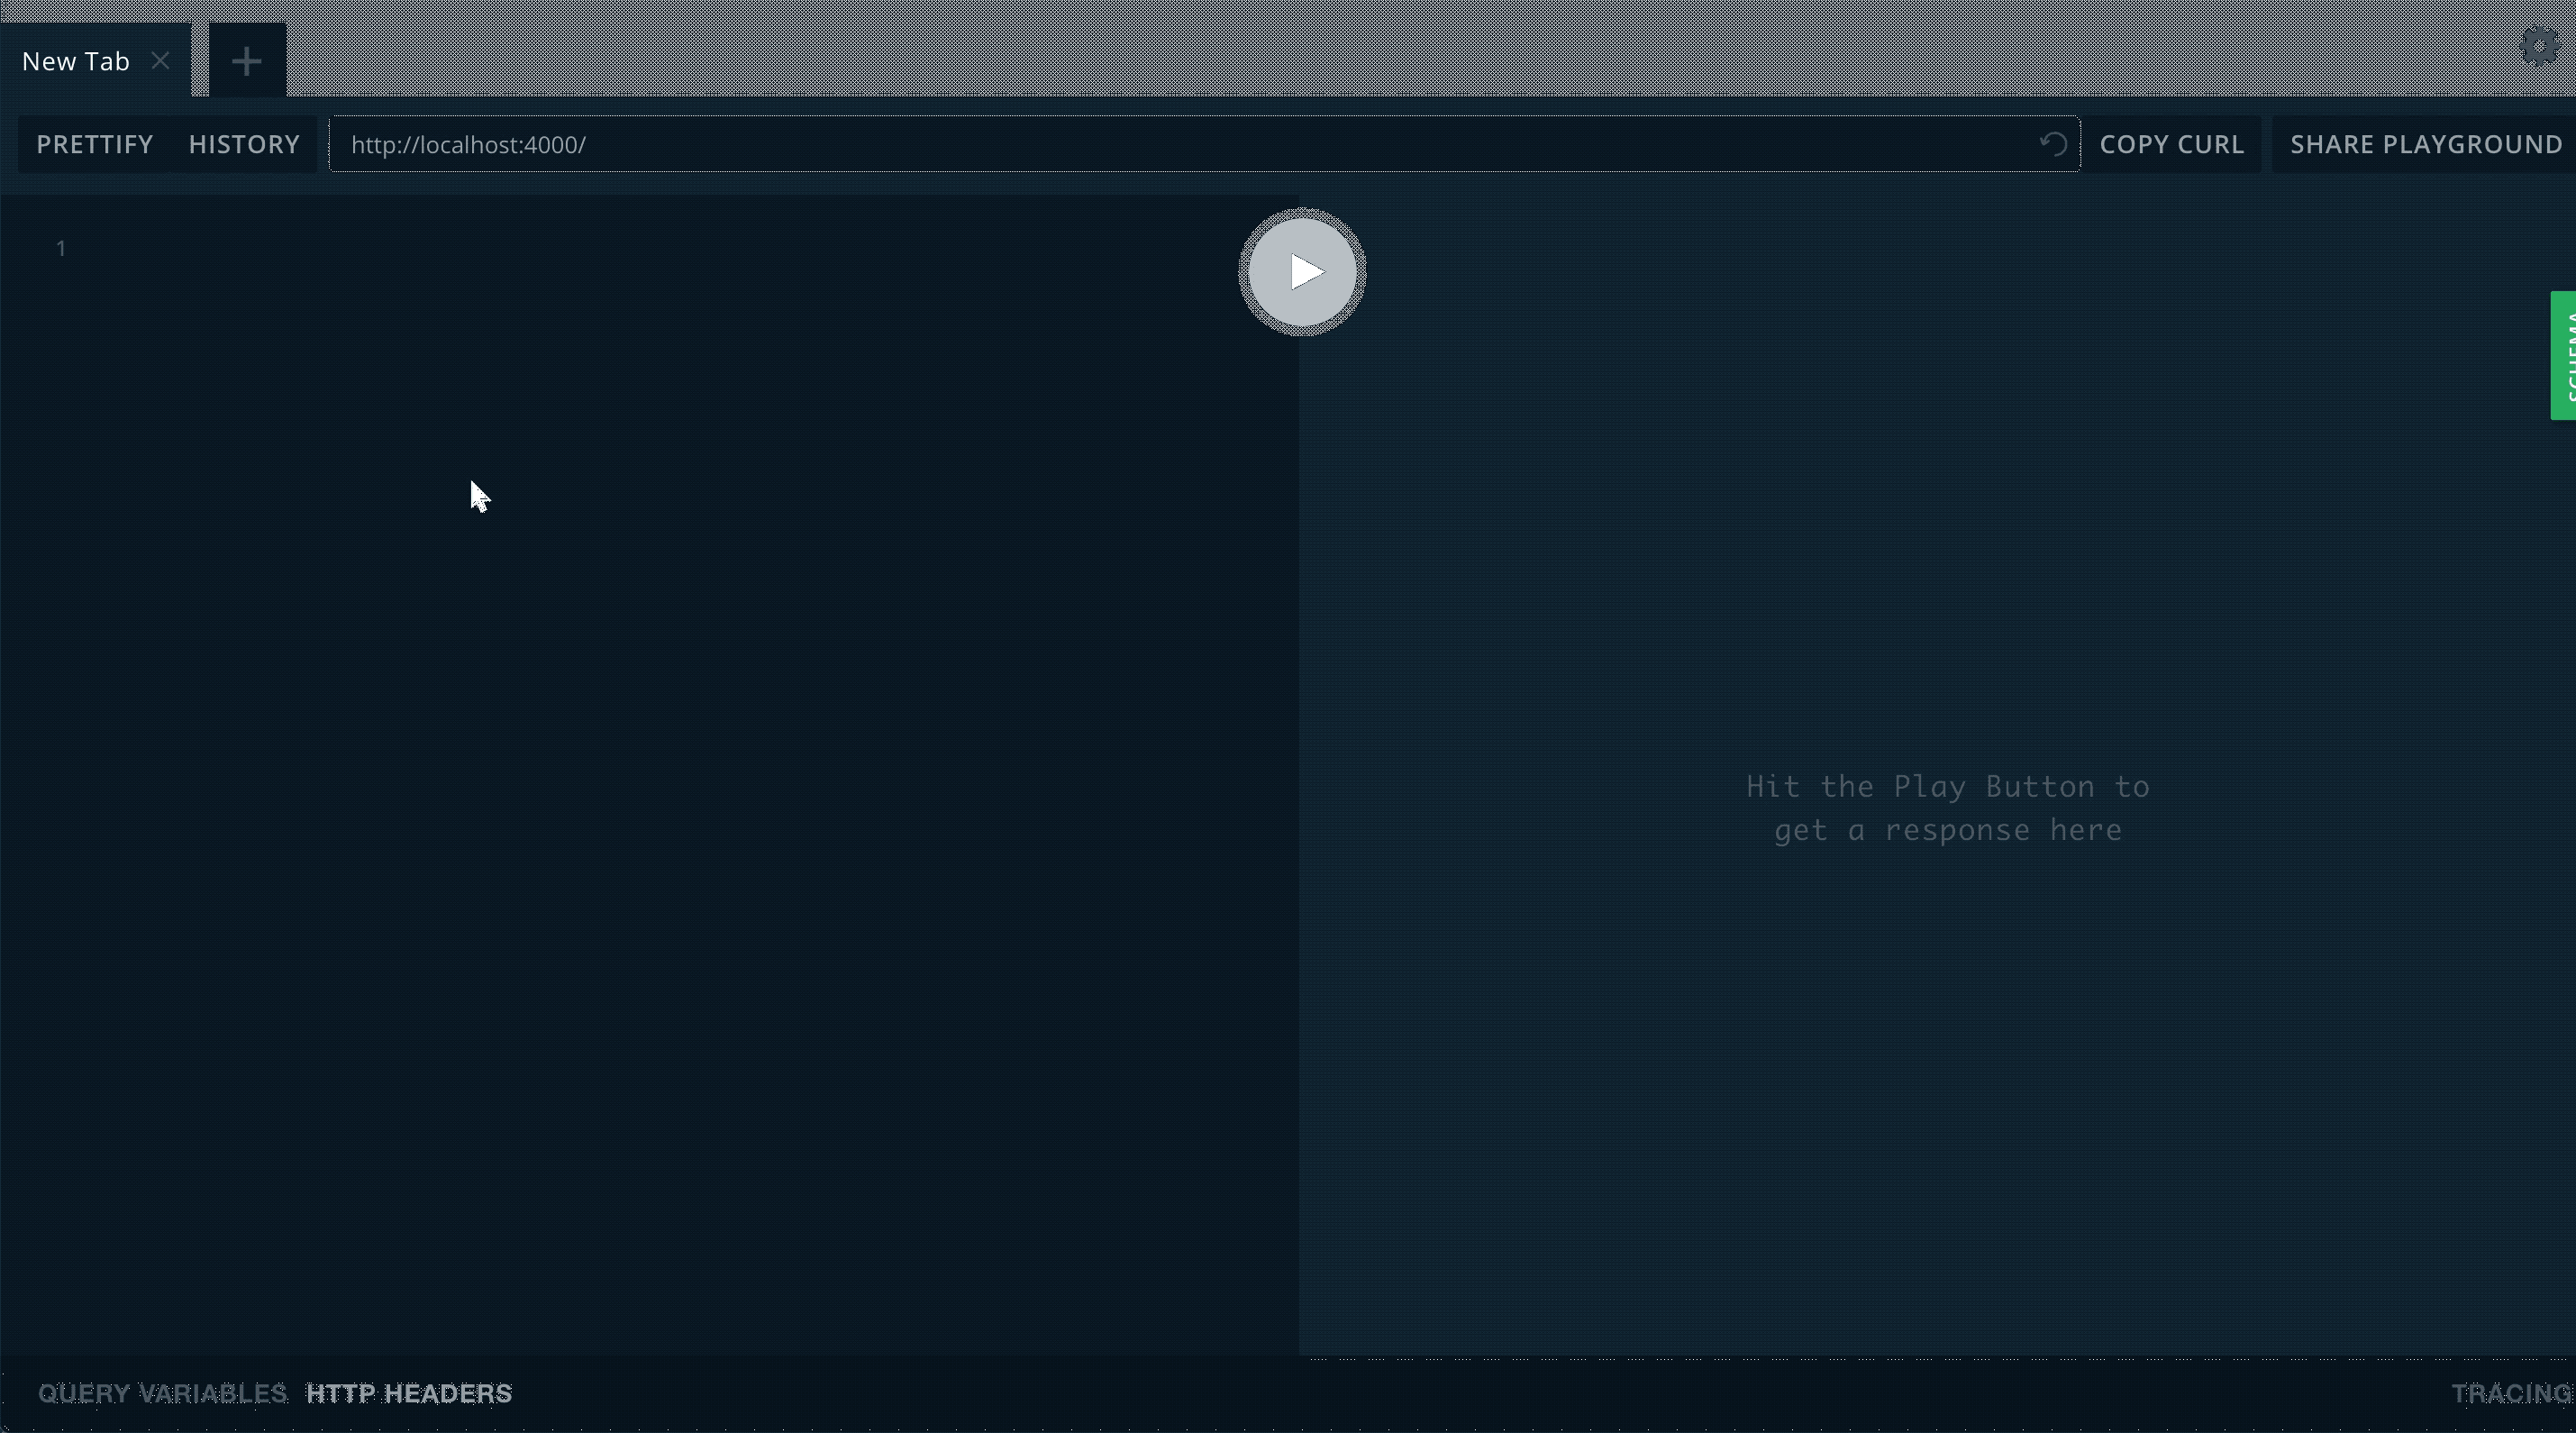 New Tab
PRETTIFY HISTORY http://localhost:4000/ COPY CURL SHARE PLAYGROUND
1
SCHEMA
Hit the Play Button to
get a response here
QUERY VARIABLES HTTP HEADERS TRACING